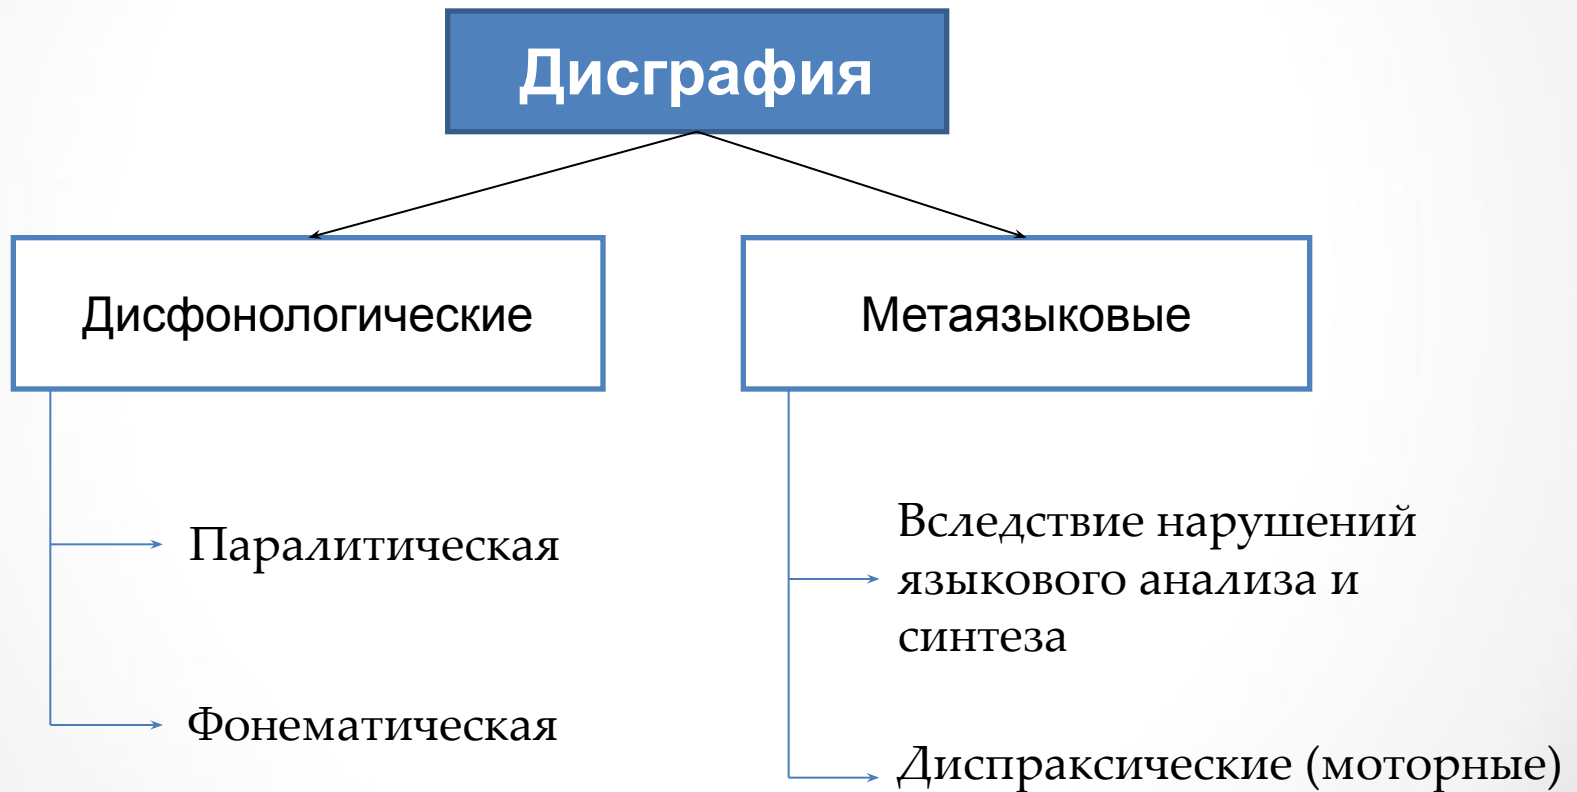 Дисграфия
Дисфонологические
Метаязыковые
Паралитическая
Фонематическая
Вследствие нарушений
языкового анализа и
синтеза
Диспраксические (моторные)